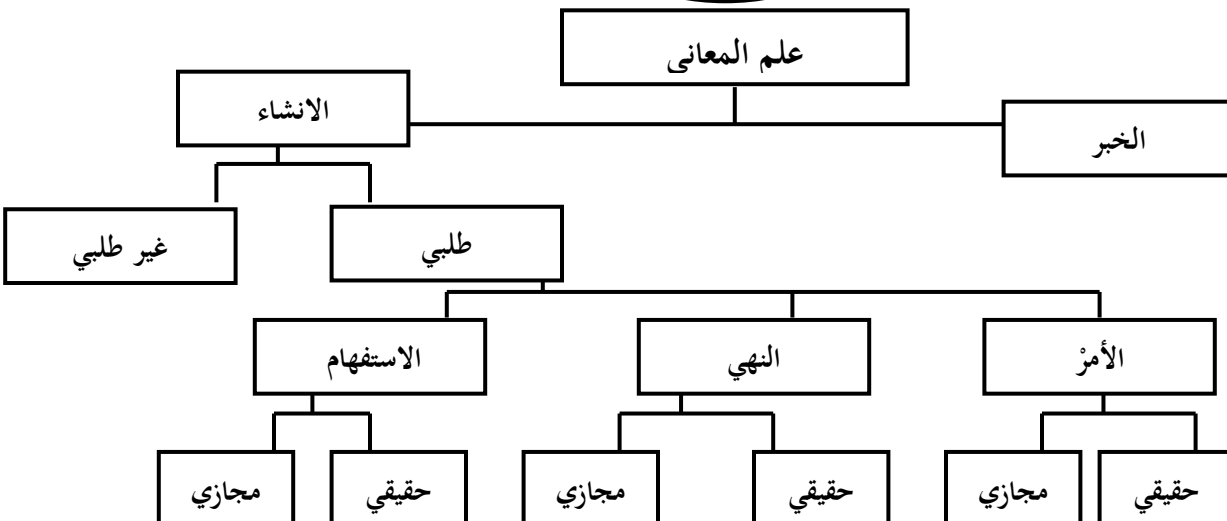 علم المعانى
الخبر
الانشاء
طلبي
غير طلبي
الأمرْ
النهي
الاستفهام
حقيقي
مجازي
حقيقي
مجازي
حقيقي
مجازي